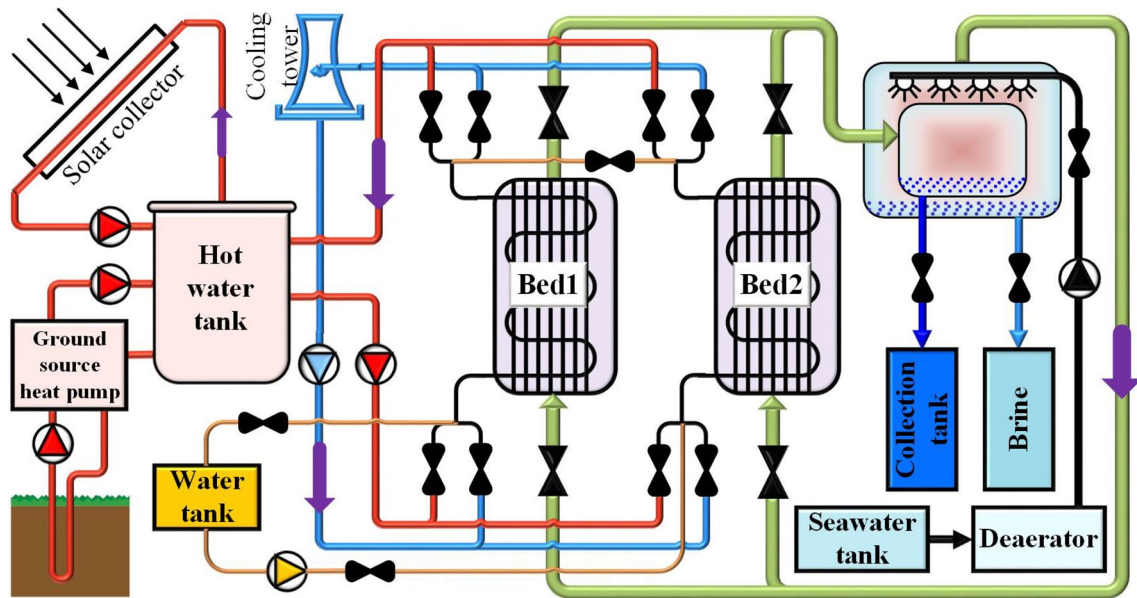 Solar collector
Cooling
tower
Hot
water
tank
Ground
source
heat pump
Bed1
Bed2
Water
tank
Collection
tank
Brine
Seawater
tank
Deaerator